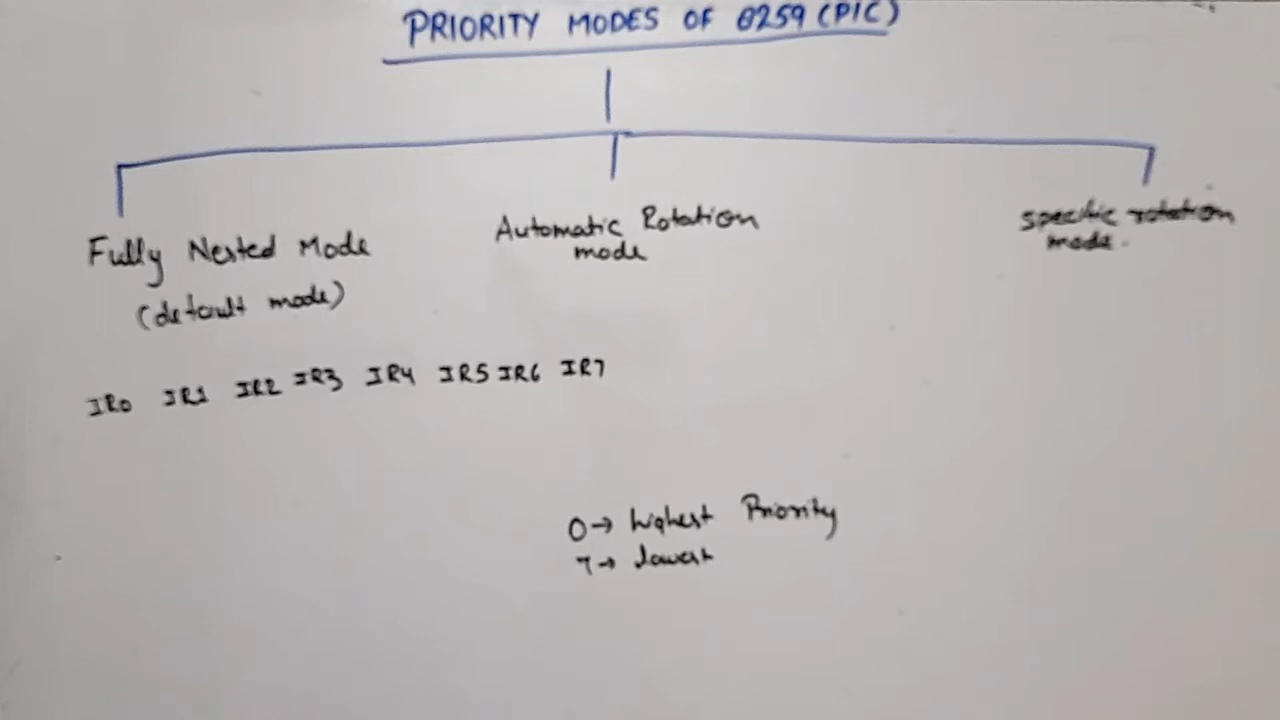 PRIORITY MODES OF 8259 (PIC)
Fully Nested Mode
(default mode)
Automatic Rotation
mode
specific rotation
mode.
IR0 IR1 IR2 IR3 IR4 IR5 IR6 IR7
0→ highest Priority
7→ lowest